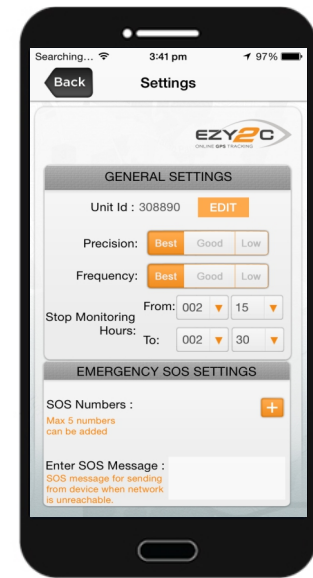 Searching... 3:41 pm 97%
Back Settings
EZY2C
ONLINE GPS TRACKING
GENERAL SETTINGS
Unit Id : 308890 EDIT
Precision: Best Good Low
Frequency: Best Good Low
Stop Monitoring Hours: From: 002 15
To: 002 30
EMERGENCY SOS SETTINGS
SOS Numbers : +
Max 5 numbers
can be added
Enter SOS Message :
SOS message for sending
from device when network
is unreachable.